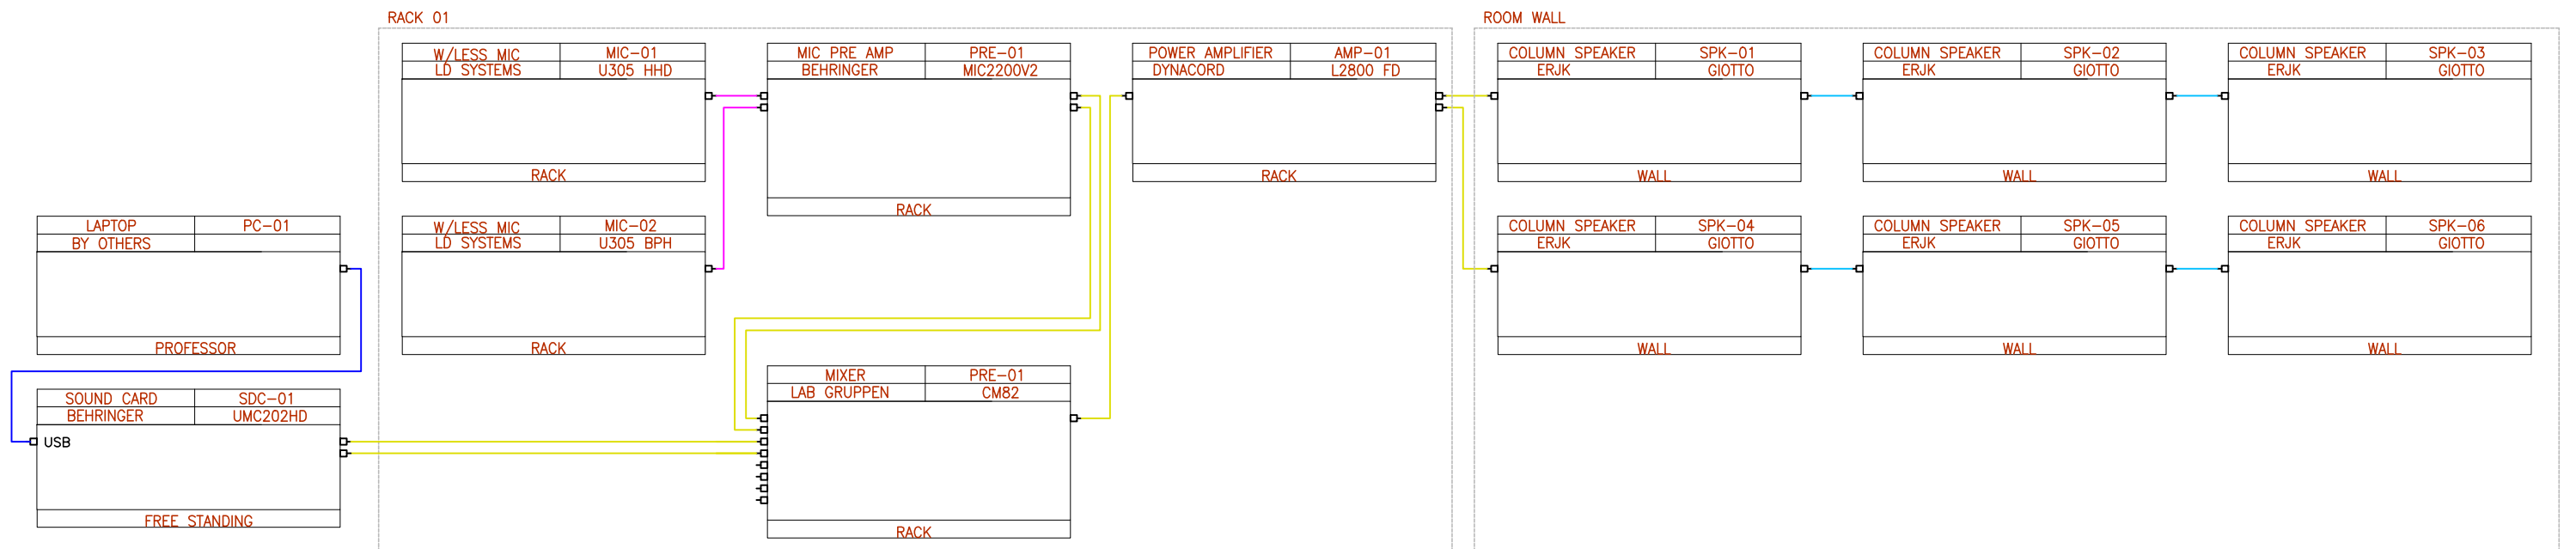 RACK 01
ROOM WALL
W/LESS MIC MIC-01
LD SYSTEMS U305 HHD
RACK
MIC PRE AMP PRE-01
BEHRINGER MIC2200V2
RACK
POWER AMPLIFIER AMP-01
DYNACORD L2800 FD
RACK
COLUMN SPEAKER SPK-01
ERJK GIOTTO
WALL
COLUMN SPEAKER SPK-02
ERJK GIOTTO
WALL
COLUMN SPEAKER SPK-03
ERJK GIOTTO
WALL
LAPTOP PC-01
BY OTHERS
PROFESSOR
W/LESS MIC MIC-02
LD SYSTEMS U305 BPH
RACK
COLUMN SPEAKER SPK-04
ERJK GIOTTO
WALL
COLUMN SPEAKER SPK-05
ERJK GIOTTO
WALL
COLUMN SPEAKER SPK-06
ERJK GIOTTO
WALL
SOUND CARD SDC-01
BEHRINGER UMC202HD
USB
FREE STANDING
MIXER PRE-01
LAB GRUPPEN CM82
RACK